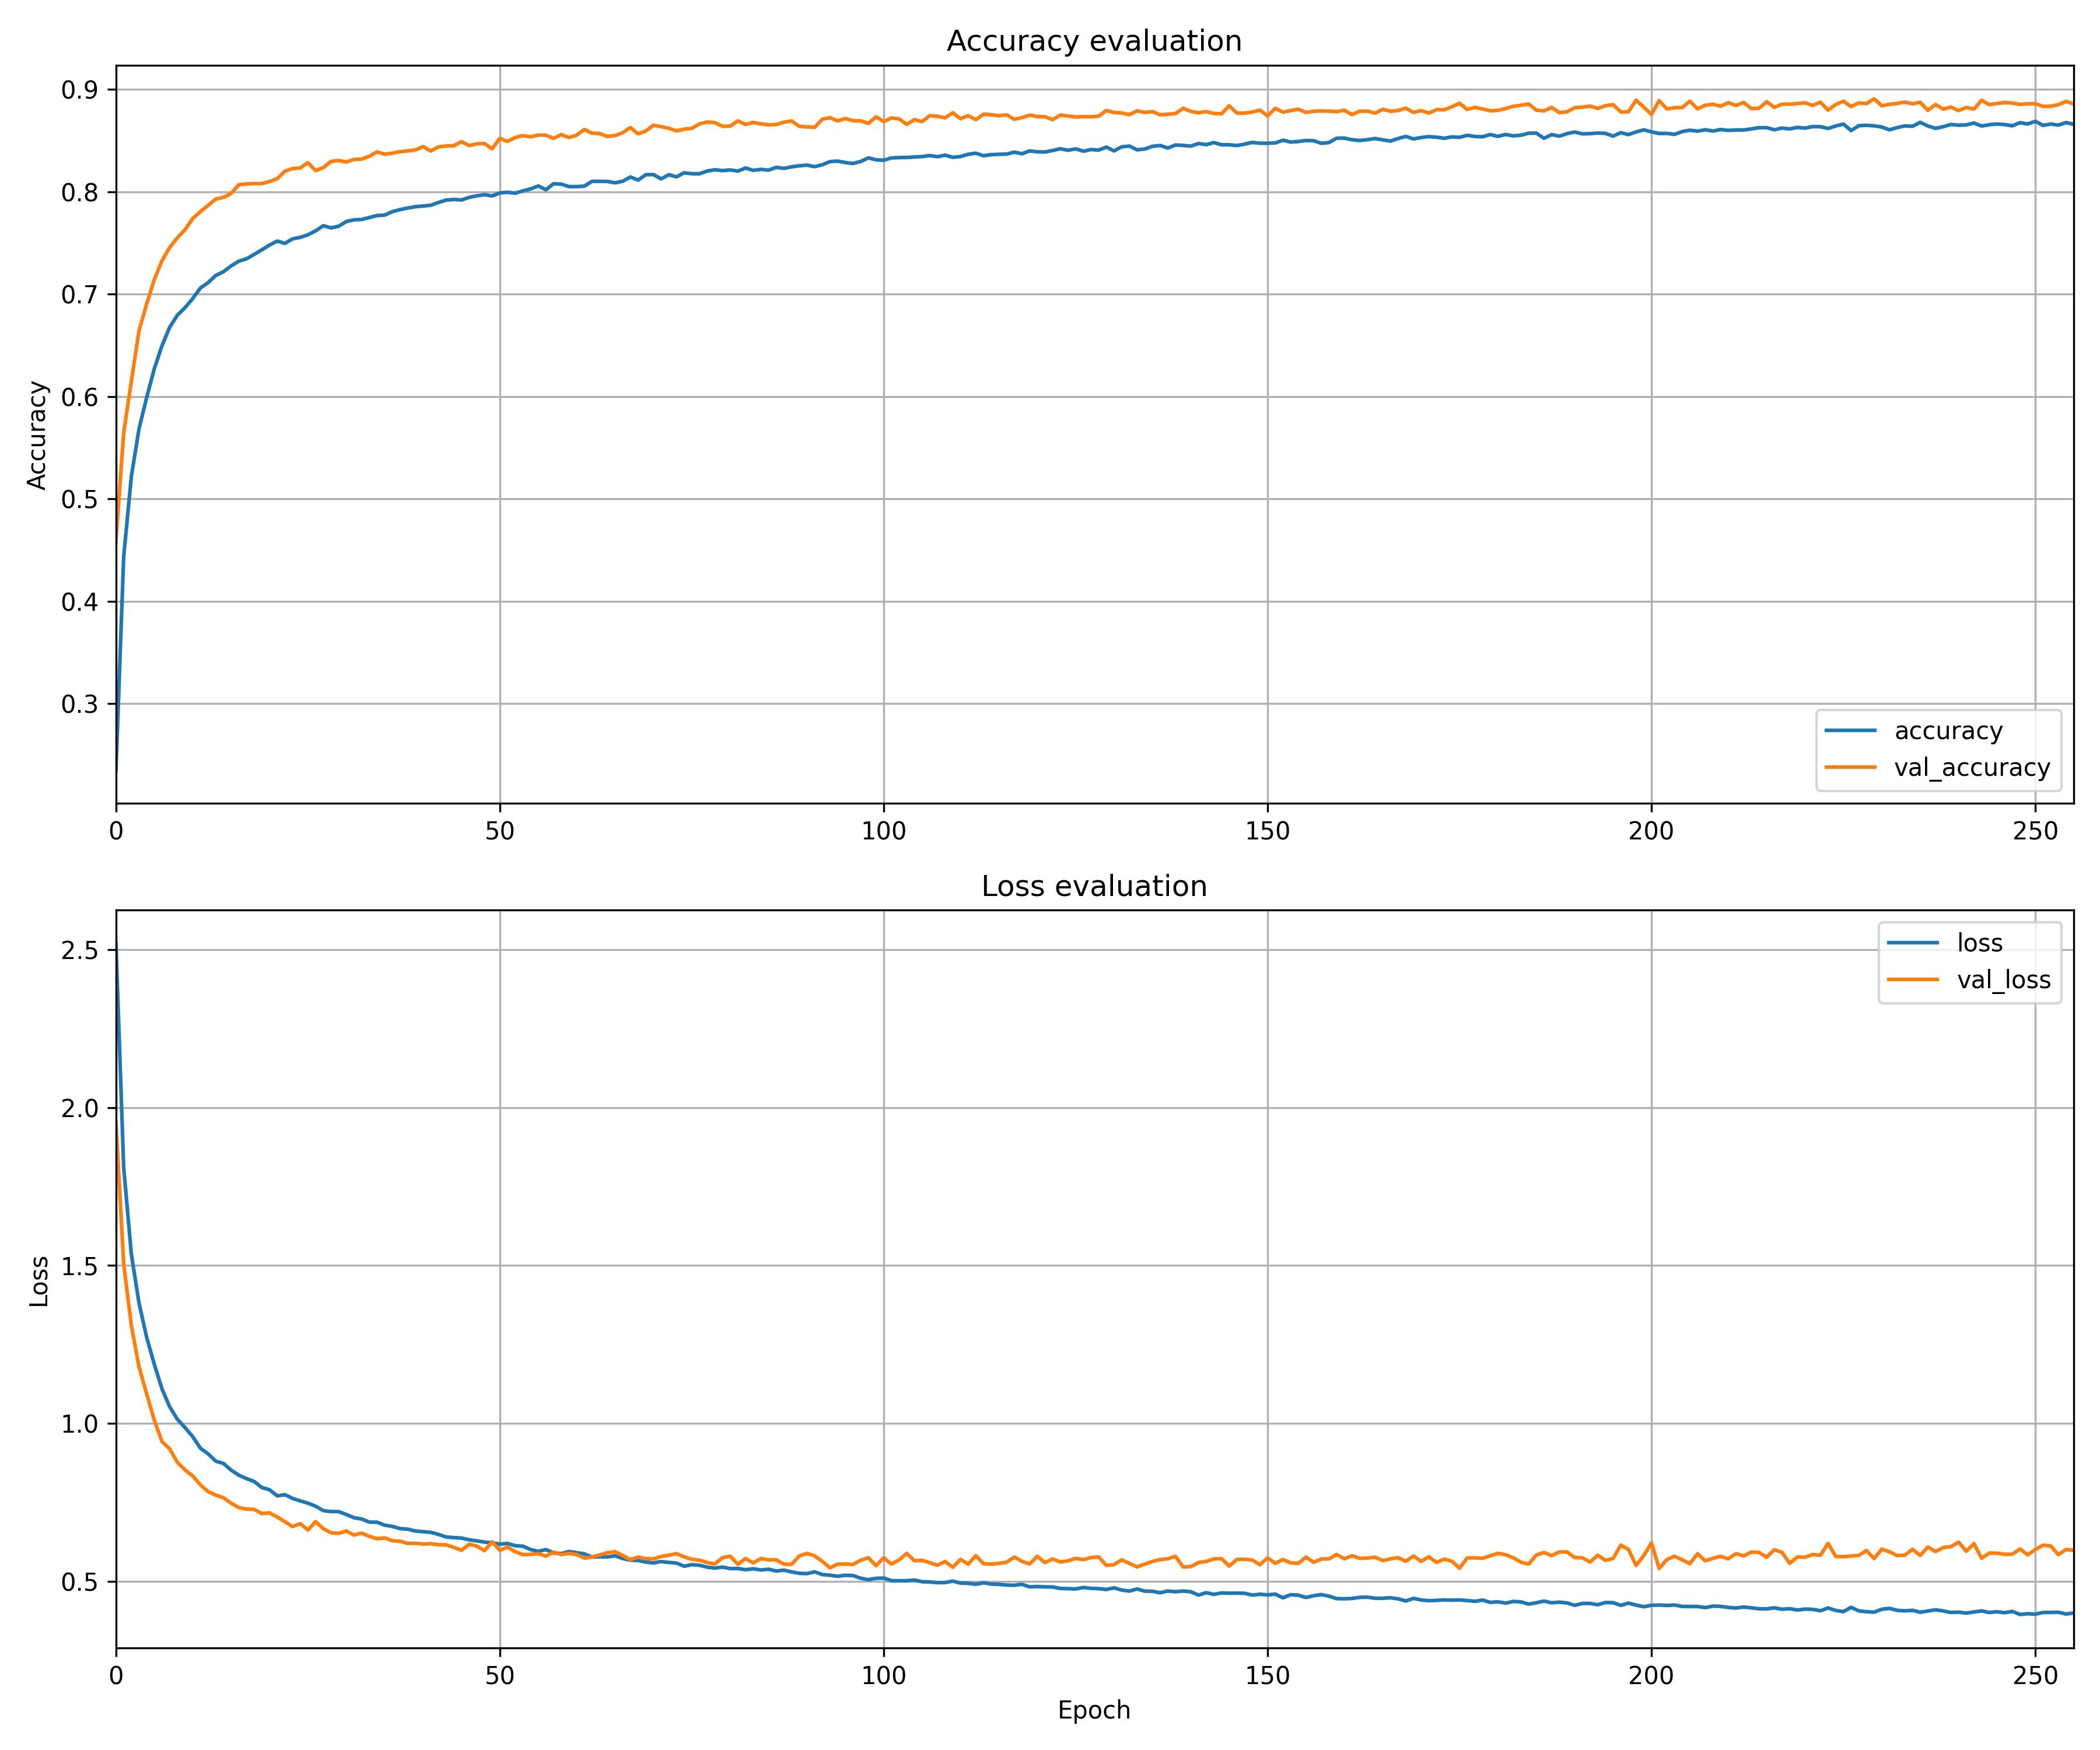 Accuracy evaluation
0.9
0.8
0.7
0.6
0.5
0.4
0.3
Accuracy
accuracy
val_accuracy
0 50 100 150 200 250
Loss evaluation
2.5
2.0
1.5
1.0
0.5
Loss
loss
val_loss
0 50 100 150 200 250
Epoch